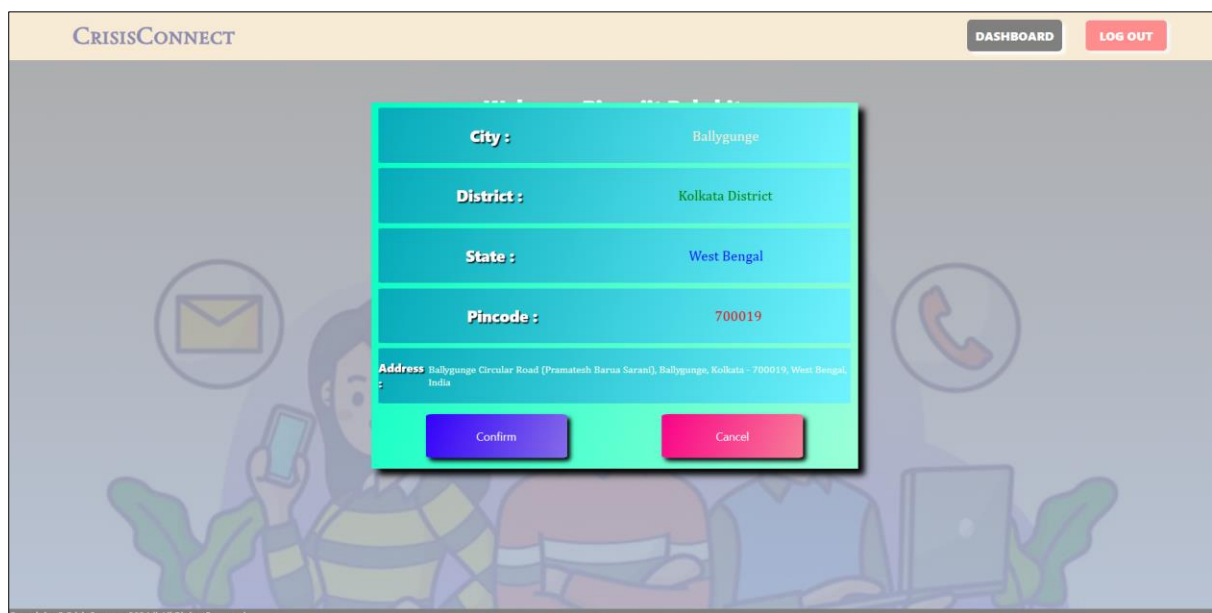 CRISISCONNECT
DASHBOARD
LOG OUT
City :
Ballygunge
District :
Kolkata District
State :
West Bengal
Pincode :
700019
Address :
Ballygunge Circular Road (Pramatesh Barua Sarani), Ballygunge, Kolkata - 700019, West Bengal,
India
Confirm
Cancel